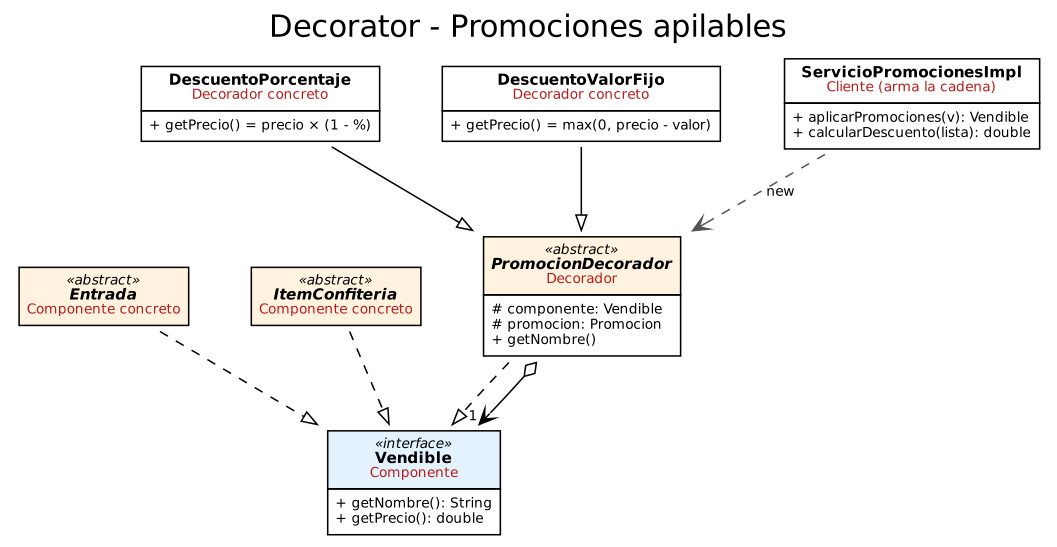 Decorator - Promociones apilables
DescuentoPorcentaje
Decorador concreto
+ getPrecio() = precio × (1 - %)
DescuentoValorFijo
Decorador concreto
+ getPrecio() = max(0, precio - valor)
ServicioPromocionesImpl
Cliente (arma la cadena)
+ aplicarPromociones(v): Vendible
+ calcularDescuento(lista): double
new
«abstract»
Entrada
Componente concreto
«abstract»
ItemConfiteria
Componente concreto
«abstract»
PromocionDecorador
Decorador
# componente: Vendible
# promocion: Promocion
+ getNombre()
1
«interface»
Vendible
Componente
+ getNombre(): String
+ getPrecio(): double